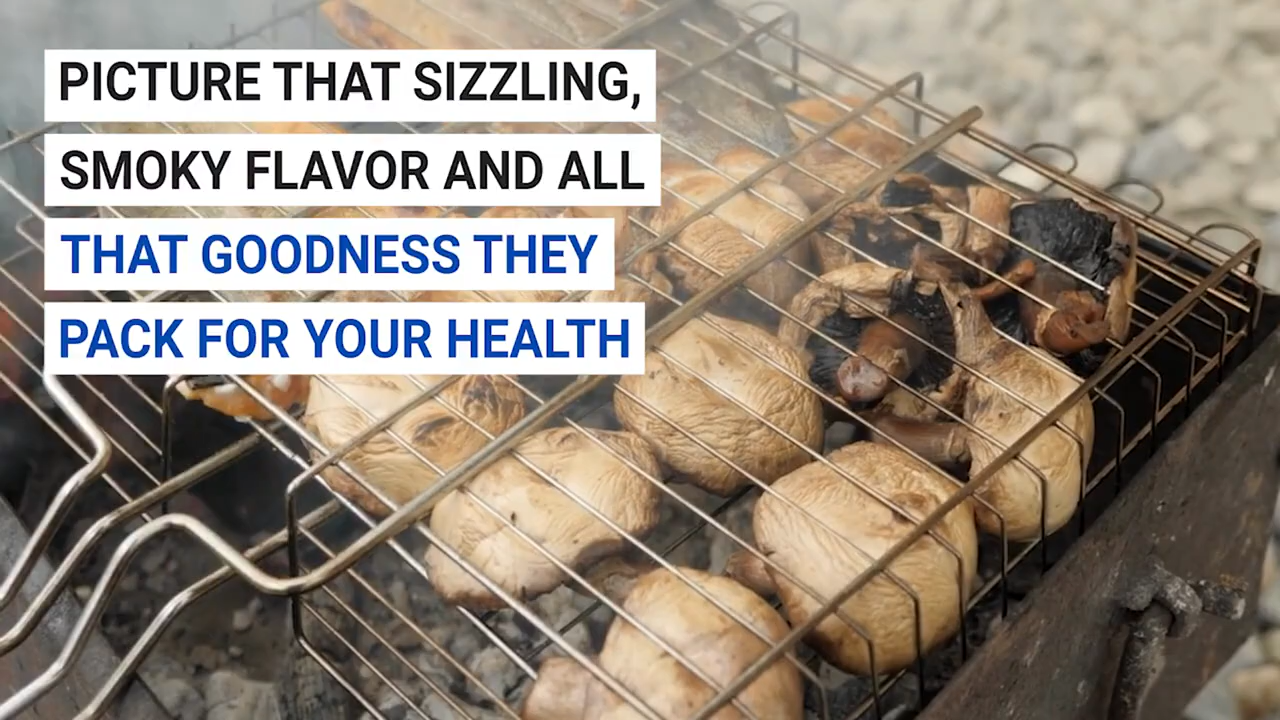 PICTURE THAT SIZZLING,
SMOKY FLAVOR AND ALL
THAT GOODNESS THEY
PACK FOR YOUR HEALTH